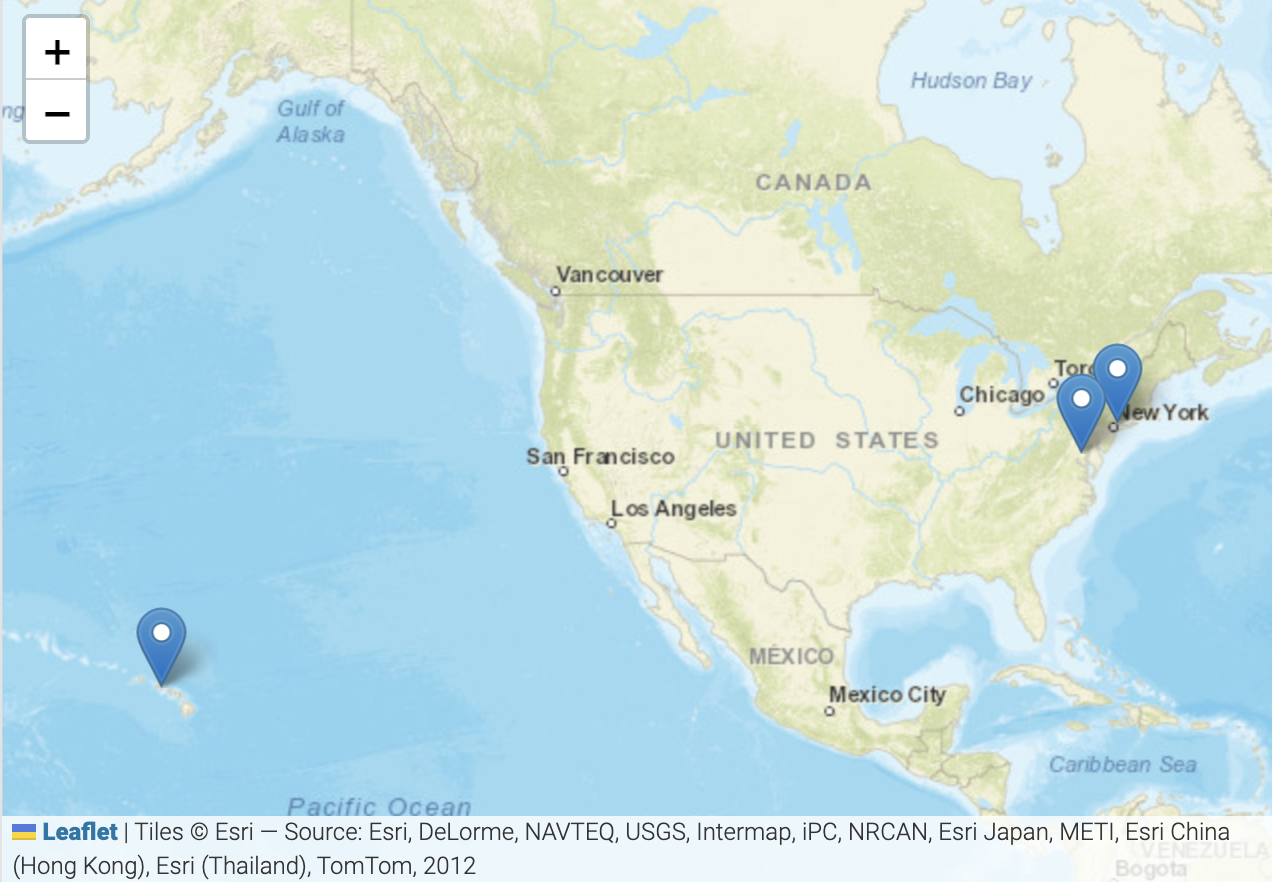 +
−
ng
Gulf of
Alaska
Hudson Bay
CANADA
Vancouver
Toro
Chicago
New York
UNITED STATES
San Francisco
Los Angeles
MÉXICO
Mexico City
Caribbean Sea
Pacific Ocean
Leaflet | Tiles © Esri — Source: Esri, DeLorme, NAVTEQ, USGS, Intermap, iPC, NRCAN, Esri Japan, METI, Esri China
(Hong Kong), Esri (Thailand), TomTom, 2012
VENEZUELA
Bogota